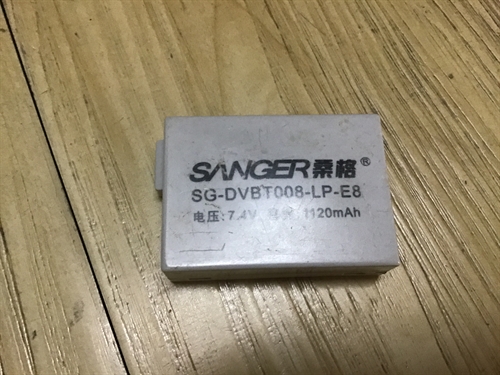 SANGER桑格®
SG-DVBT008-LP-E8
电压:7.4V 1120mAh